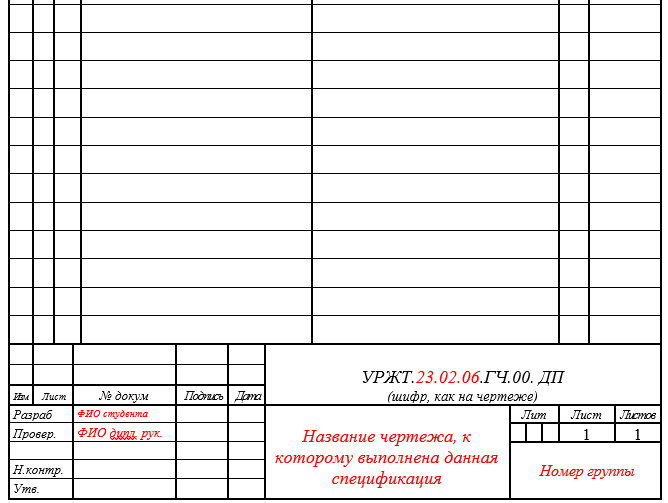 УРЖТ.23.02.06.ГЧ.00. ДП
(шифр, как на чертеже)
Изм Лист № докум Подпись Дата
Разраб ФИО студента
Провер. ФИО дипл. рук.
Н.контр.
Утв.
Название чертежа, к
которому выполнена данная
спецификация
Лит Лист Листов
1 1
Номер группы